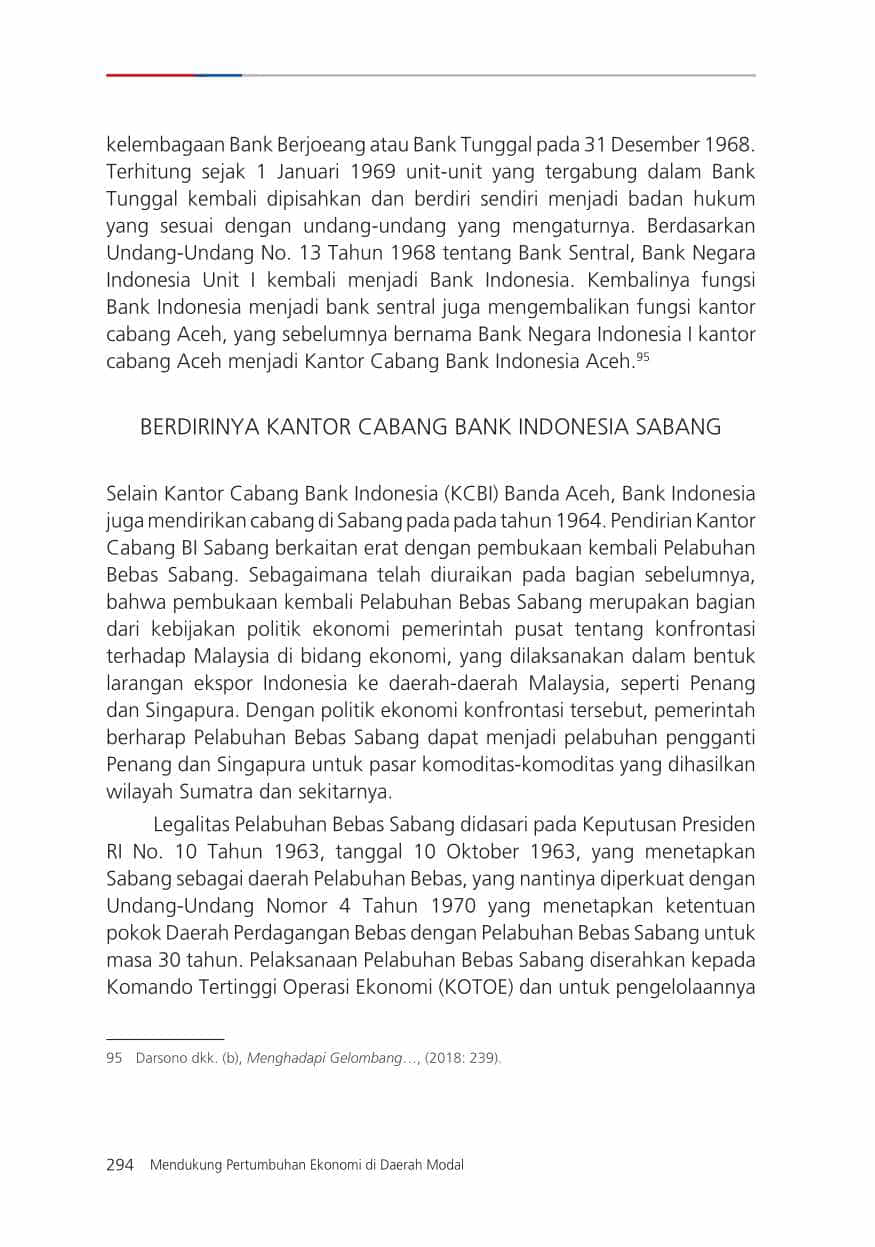 kelembagaan Bank Berjoeang atau Bank Tunggal pada 31 Desember 1968.
Terhitung sejak 1 Januari 1969 unit-unit yang tergabung dalam Bank
Tunggal kembali dipisahkan dan berdiri sendiri menjadi badan hukum
yang sesuai dengan undang-undang yang mengaturnya. Berdasarkan
Undang-Undang No. 13 Tahun 1968 tentang Bank Sentral, Bank Negara
Indonesia Unit I kembali menjadi Bank Indonesia. Kembalinya fungsi
Bank Indonesia menjadi bank sentral juga mengembalikan fungsi kantor
cabang Aceh, yang sebelumnya bernama Bank Negara Indonesia I kantor
cabang Aceh menjadi Kantor Cabang Bank Indonesia Aceh.95
BERDIRINYA KANTOR CABANG BANK INDONESIA SABANG
Selain Kantor Cabang Bank Indonesia (KCBI) Banda Aceh, Bank Indonesia
juga mendirikan cabang di Sabang pada pada tahun 1964. Pendirian Kantor
Cabang BI Sabang berkaitan erat dengan pembukaan kembali Pelabuhan
Bebas Sabang. Sebagaimana telah diuraikan pada bagian sebelumnya,
bahwa pembukaan kembali Pelabuhan Bebas Sabang merupakan bagian
dari kebijakan politik ekonomi pemerintah pusat tentang konfrontasi
terhadap Malaysia di bidang ekonomi, yang dilaksanakan dalam bentuk
larangan ekspor Indonesia ke daerah-daerah Malaysia, seperti Penang
dan Singapura. Dengan politik ekonomi konfrontasi tersebut, pemerintah
berharap Pelabuhan Bebas Sabang dapat menjadi pelabuhan pengganti
Penang dan Singapura untuk pasar komoditas-komoditas yang dihasilkan
wilayah Sumatra dan sekitarnya.
Legalitas Pelabuhan Bebas Sabang didasari pada Keputusan Presiden
RI No. 10 Tahun 1963, tanggal 10 Oktober 1963, yang menetapkan
Sabang sebagai daerah Pelabuhan Bebas, yang nantinya diperkuat dengan
Undang-Undang Nomor 4 Tahun 1970 yang menetapkan ketentuan
pokok Daerah Perdagangan Bebas dengan Pelabuhan Bebas Sabang untuk
masa 30 tahun. Pelaksanaan Pelabuhan Bebas Sabang diserahkan kepada
Komando Tertinggi Operasi Ekonomi (KOTOE) dan untuk pengelolaannya
95 Darsono dkk. (b), Menghadapi Gelombang…, (2018: 239).
294 Mendukung Pertumbuhan Ekonomi di Daerah Modal